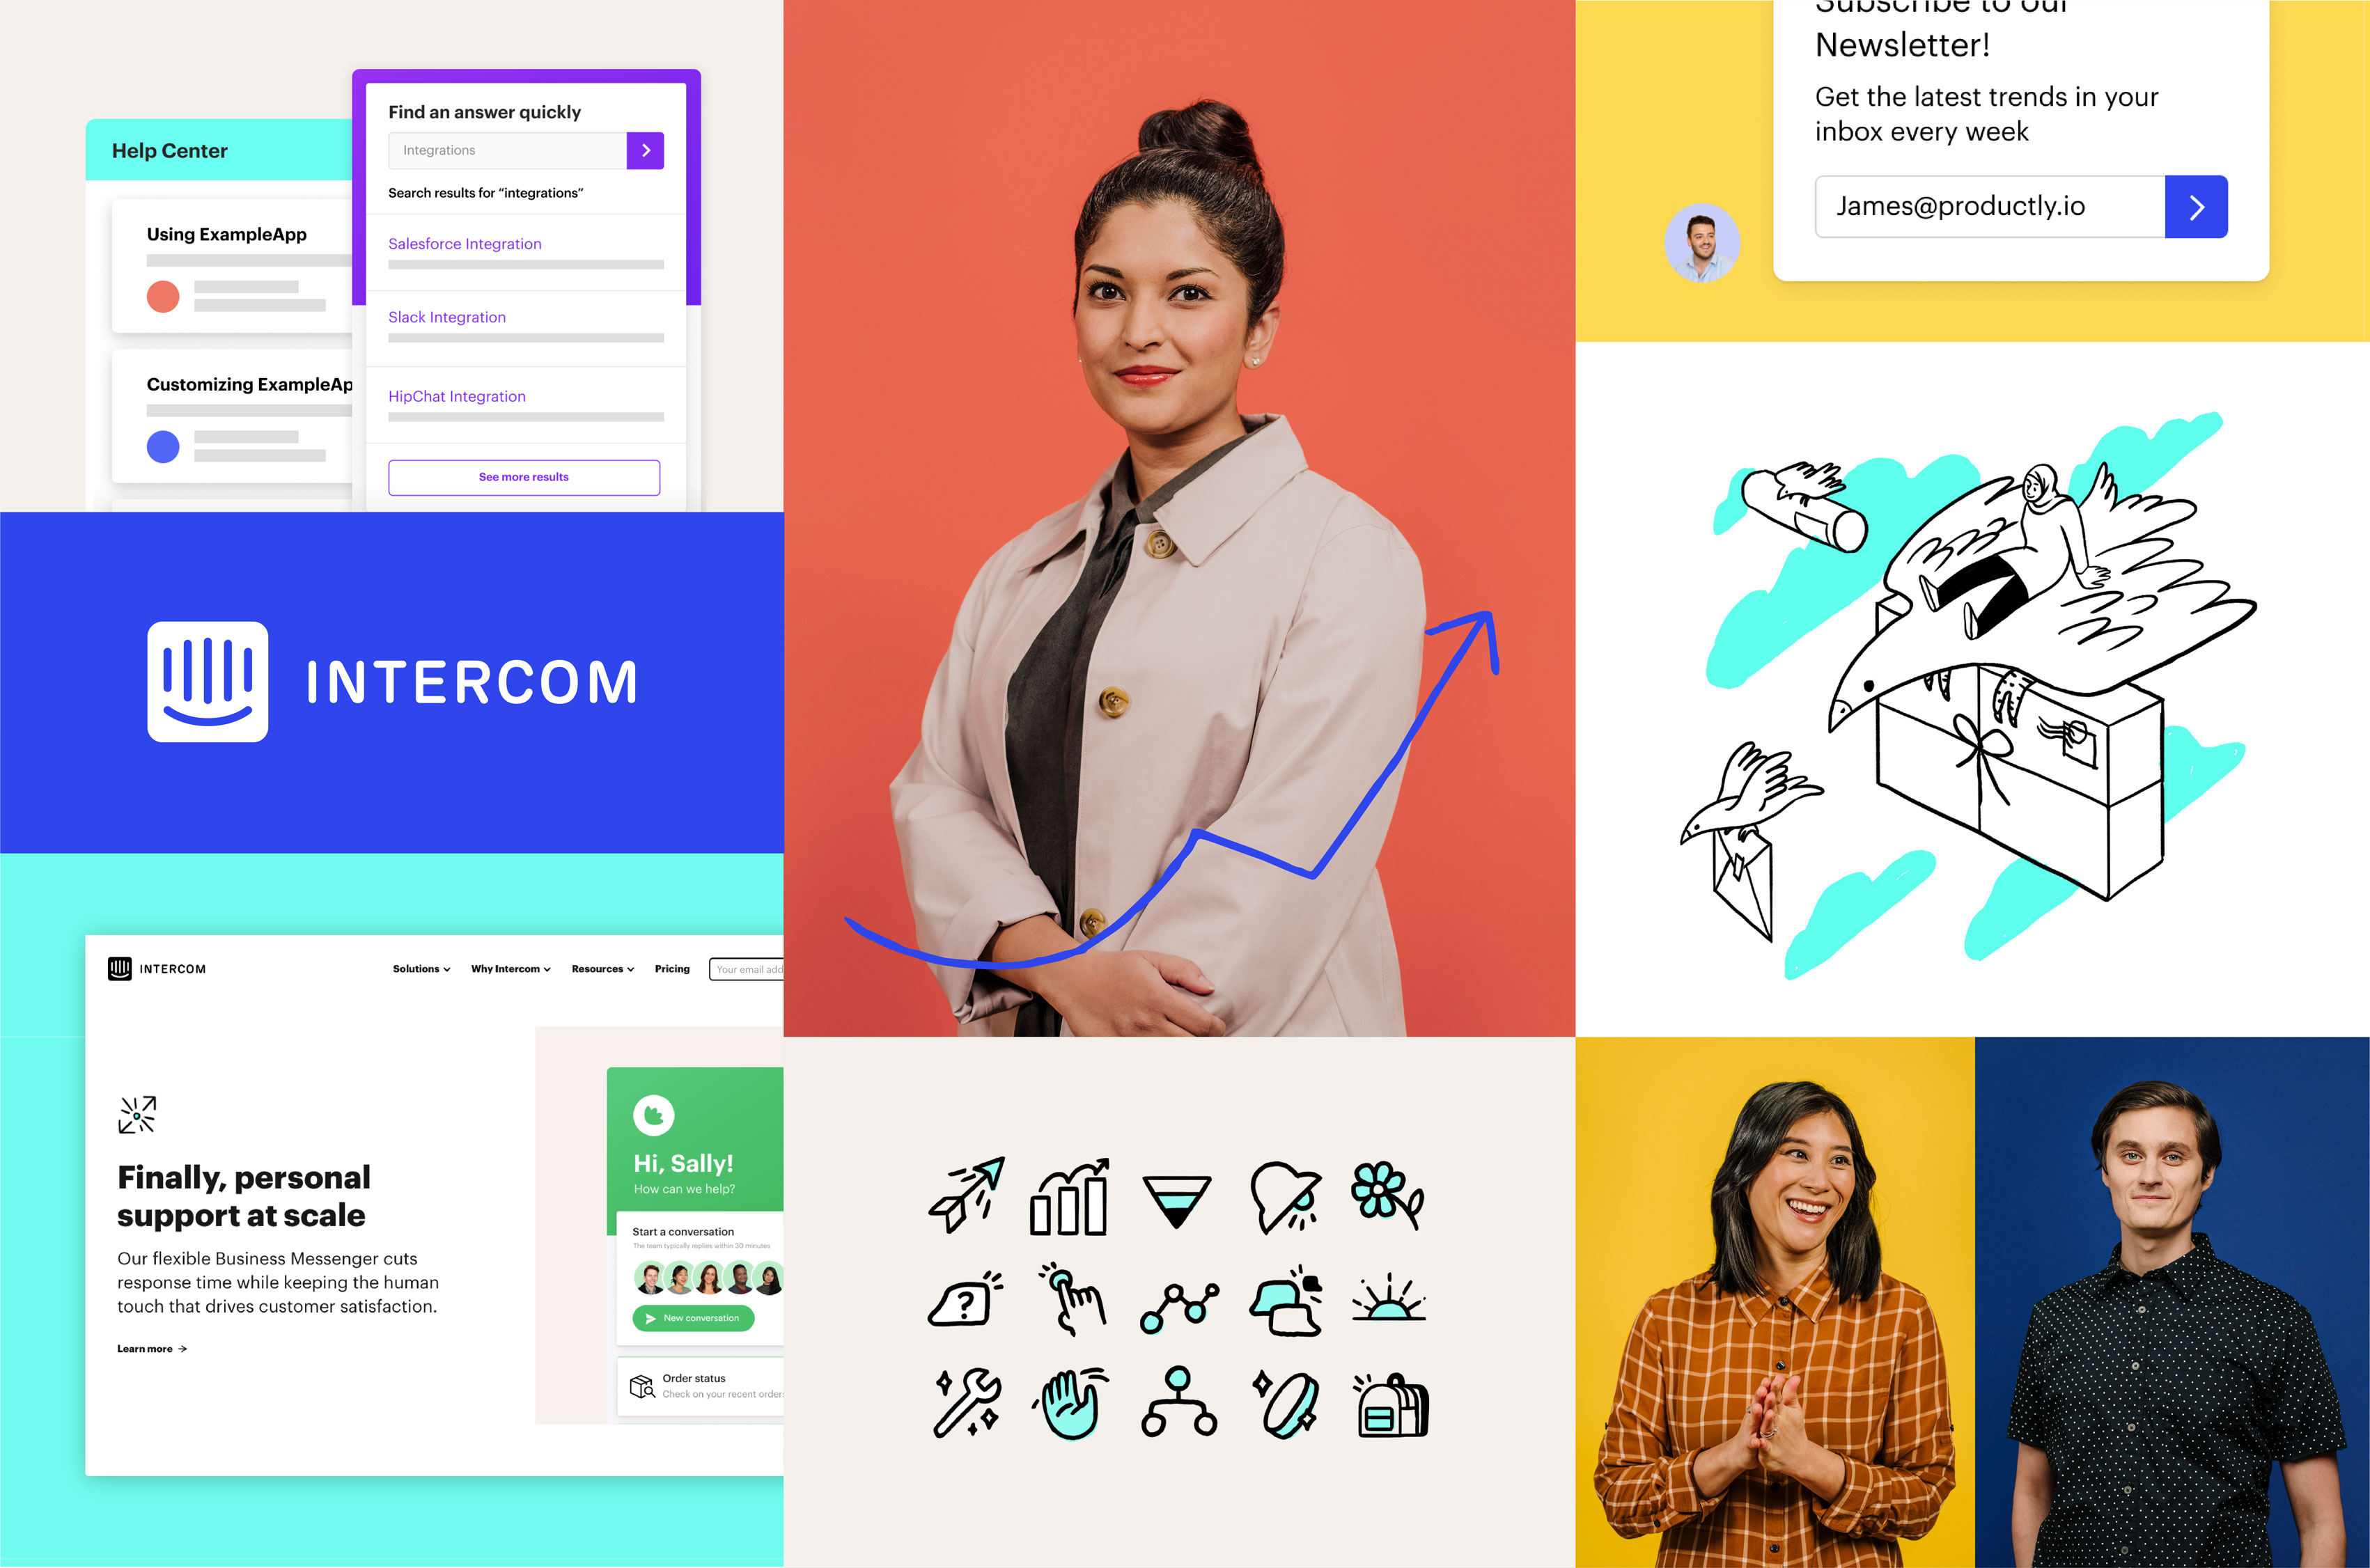 Help Center
Using ExampleApp
Customizing ExampleAp
Find an answer quickly
Integrations
Search results for “integrations”
Salesforce Integration
Slack Integration
HipChat Integration
See more results
INTERCOM
INTERCOM
Solutions
Why Intercom
Resources
Pricing
Your email add
Finally, personal
support at scale
Our flexible Business Messenger cuts
response time while keeping the human
touch that drives customer satisfaction.
Learn more
Hi, Sally!
How can we help?
Start a conversation
The team typically replies within 30 minutes
New conversation
Order status
Check on your recent order
?
Subscribe to our
Newsletter!
Get the latest trends in your
inbox every week
James@productly.io